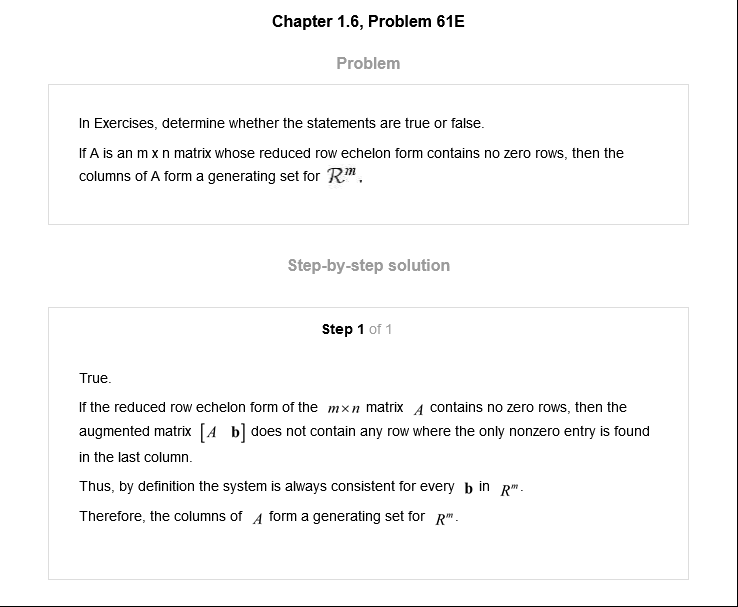 Chapter 1.6, Problem 61E
Problem
In Exercises, determine whether the statements are true or false.
If A is an m x n matrix whose reduced row echelon form contains no zero rows, then the
columns of A form a generating set for ℛᵐ.
Step-by-step solution
Step 1 of 1
True.
If the reduced row echelon form of the m×n matrix A contains no zero rows, then the
augmented matrix [A b] does not contain any row where the only nonzero entry is found
in the last column.
Thus, by definition the system is always consistent for every b in Rᵐ.
Therefore, the columns of A form a generating set for Rᵐ.